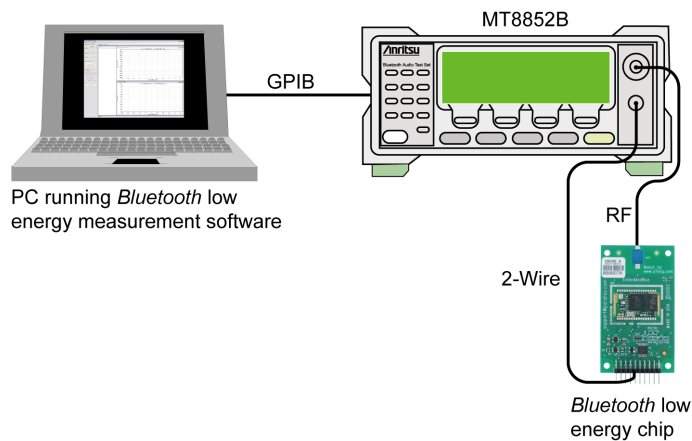 MT8852B
Anritsu
Bluetooth Audio Test Set
GPIB
PC running Bluetooth low
energy measurement software
RF
2-Wire
Bluetooth low
energy chip